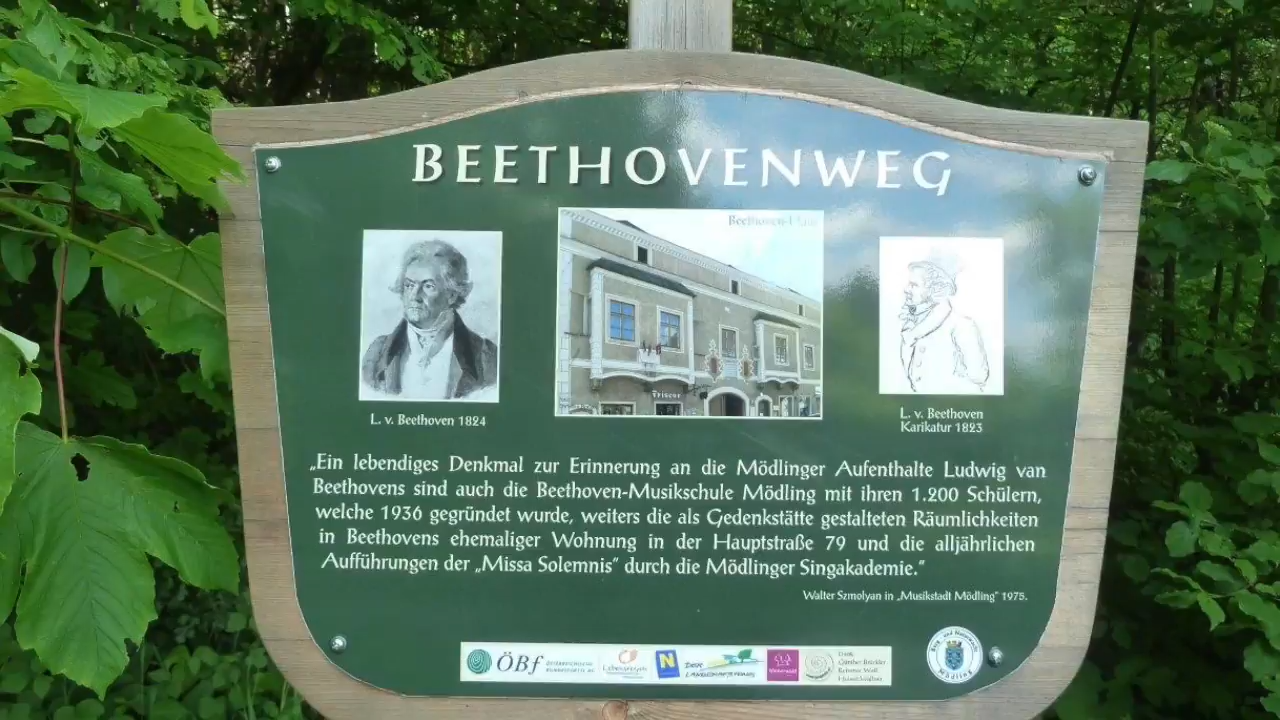 BEETHOVENWEG
L. v. Beethoven 1824
L. v. Beethoven
Karikatur 1823
„Ein lebendiges Denkmal zur Erinnerung an die Mödlinger Aufenthalte Ludwig van
Beethovens sind auch die Beethoven-Musikschule Mödling mit ihren 1.200 Schülern,
welche 1936 gegründet wurde, weiters die als Gedenkstätte gestalteten Räumlichkeiten
in Beethovens ehemaliger Wohnung in der Hauptstraße 79 und die alljährlichen
Aufführungen der „Missa Solemnis“ durch die Mödlinger Singakademie.“
Walter Szmolyan in „Musikstadt Mödling“ 1975.
ÖBf
N
Mödling